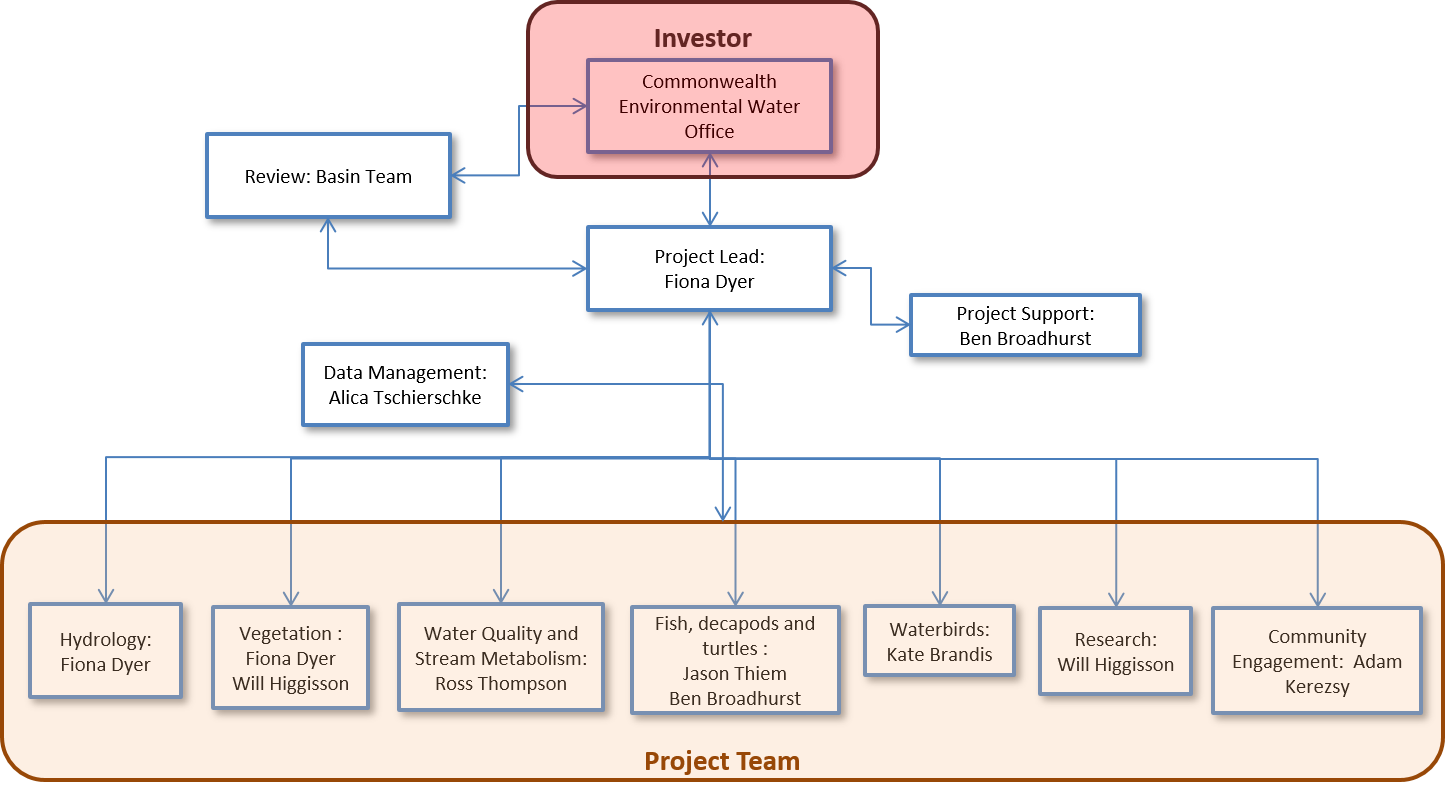 Investor
Commonwealth
Environmental Water
Office
Review: Basin Team
Project Lead:
Fiona Dyer
Project Support:
Ben Broadhurst
Data Management:
Alica Tschierschke
Hydrology:
Fiona Dyer
Vegetation :
Fiona Dyer
Will Higgisson
Water Quality and
Stream Metabolism:
Ross Thompson
Fish, decapods and
turtles :
Jason Thiem
Ben Broadhurst
Waterbirds:
Kate Brandis
Research:
Will Higgisson
Community
Engagement: Adam
Kerezsy
Project Team